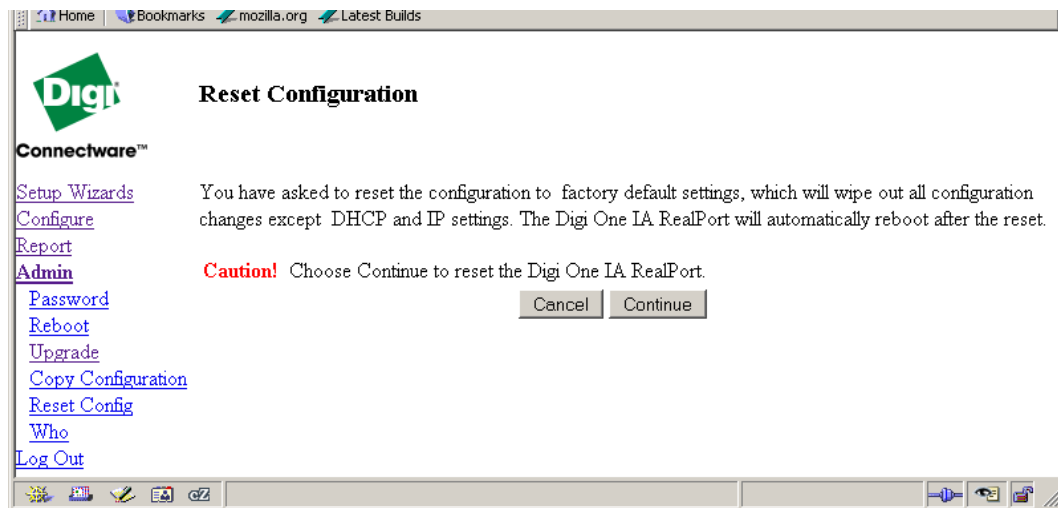 Home Bookmarks mozilla.org Latest Builds
Digi
Connectware™
Reset Configuration
Setup Wizards
Configure
Report
Admin
Password
Reboot
Upgrade
Copy Configuration
Reset Config
Who
Log Out
You have asked to reset the configuration to factory default settings, which will wipe out all configuration
changes except DHCP and IP settings. The Digi One IA RealPort will automatically reboot after the reset.
Caution! Choose Continue to reset the Digi One IA RealPort.
Cancel Continue
cZ